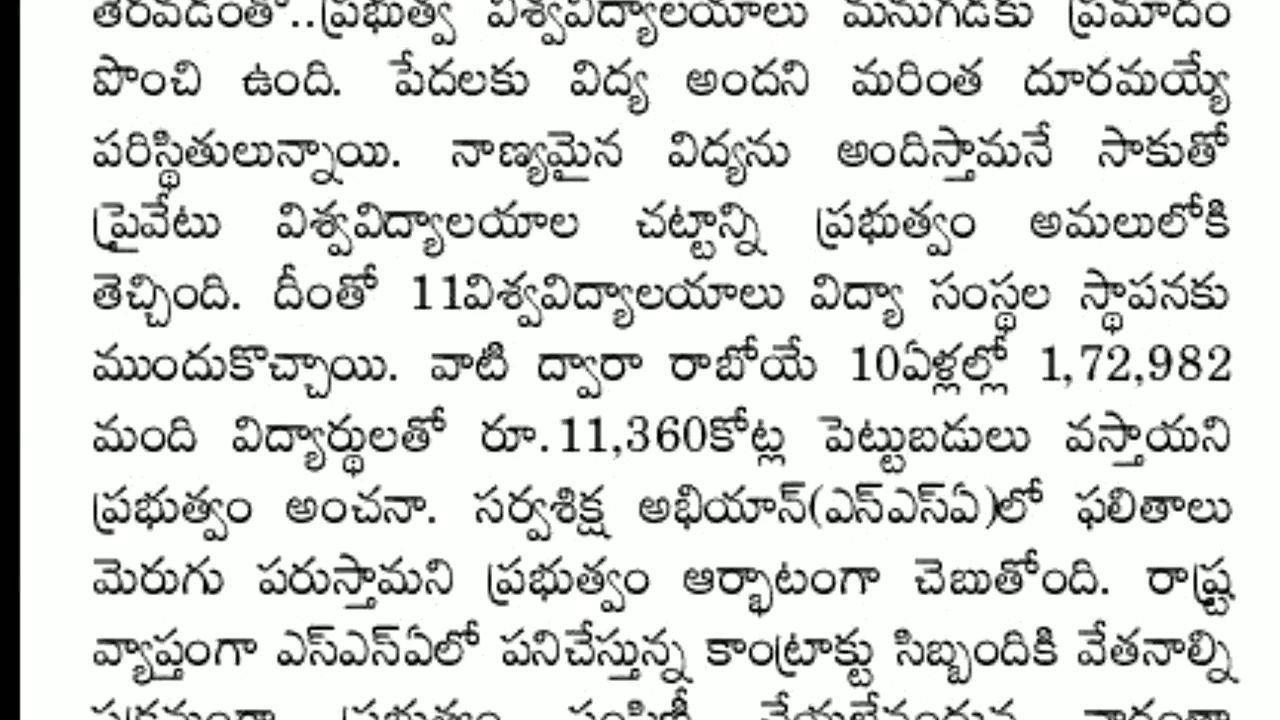 తెరవడంతో..ప్రభుత్వ విశ్వవిద్యాలయాలు మనుగడకు ప్రమాదం
పొంచి ఉంది. పేదలకు విద్య అందని మరింత దూరమయ్యే
పరిస్థితులున్నాయి. నాణ్యమైన విద్యను అందిస్తామనే సాకుతో
ప్రైవేటు విశ్వవిద్యాలయాల చట్టాన్ని ప్రభుత్వం అమలులోకి
తెచ్చింది. దీంతో 11విశ్వవిద్యాలయాలు విద్యా సంస్థల స్థాపనకు
ముందుకొచ్చాయి. వాటి ద్వారా రాబోయే 10ఏళ్లల్లో 1,72,982
మంది విద్యార్థులతో రూ.11,360కోట్ల పెట్టుబడులు వస్తాయని
ప్రభుత్వం అంచనా. సర్వశిక్ష అభియాన్(ఎస్ఎస్ఏ)లో ఫలితాలు
మెరుగు పరుస్తామని ప్రభుత్వం ఆర్భాటంగా చెబుతోంది. రాష్ట్ర
వ్యాప్తంగా ఎస్ఎస్ఏలో పనిచేస్తున్న కాంట్రాక్టు సిబ్బందికి వేతనాల్ని